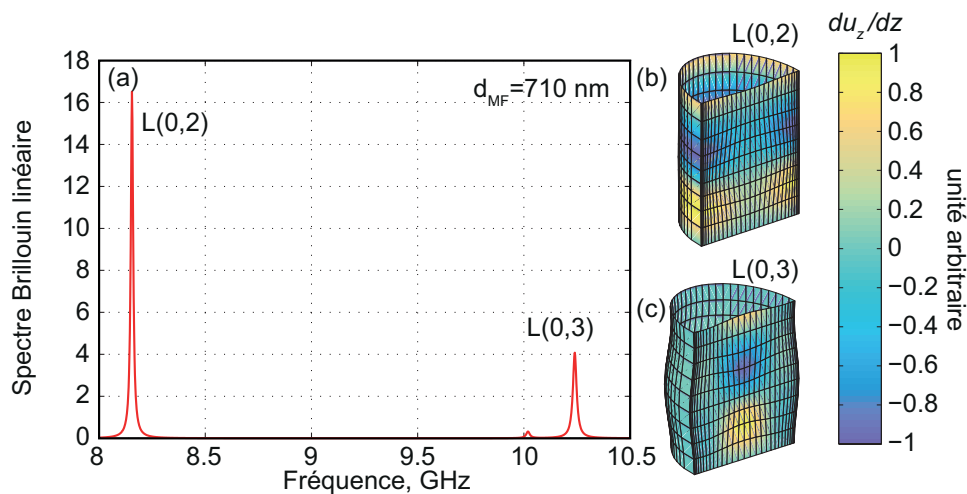 (a)
L(0,2)
d_MF=710 nm
L(0,3)
Spectre Brillouin linéaire
18
16
14
12
10
8
6
4
2
0
8
8.5
9
9.5
10
10.5
Fréquence, GHz
(b)
L(0,2)
(c)
L(0,3)
du_z/dz
1
0.8
0.6
0.4
0.2
0
−0.2
−0.4
−0.6
−0.8
−1
unité arbitraire